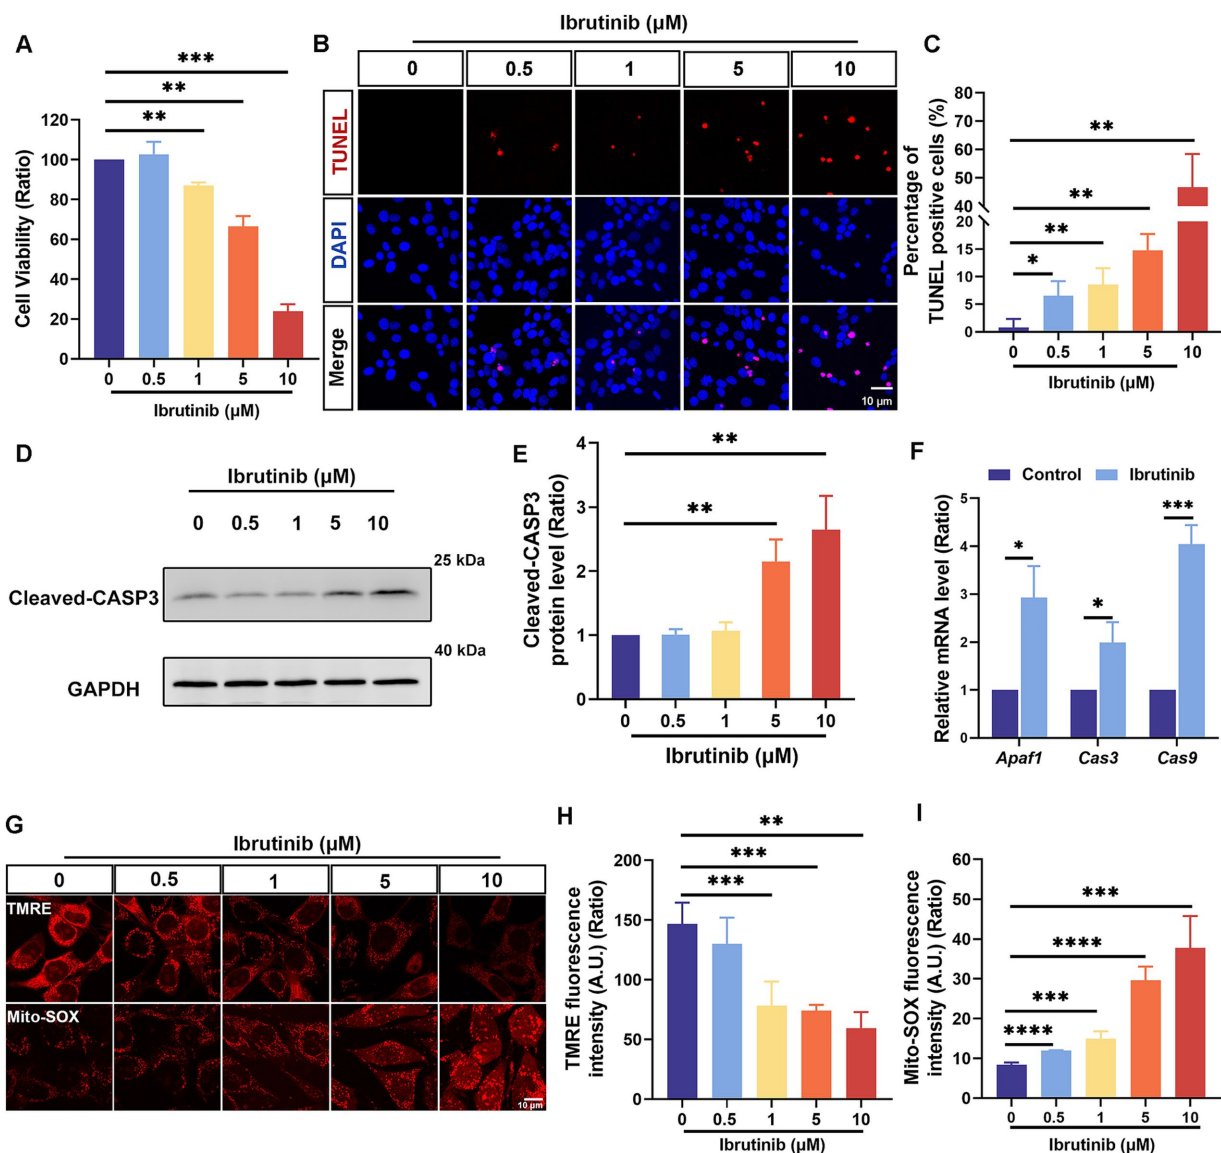 A
***
**
**
Cell Viability (Ratio)
140
120
100
80
60
40
20
0
0 0.5 1 5 10
Ibrutinib (μM)
B
Ibrutinib (μM)
0 0.5 1 5 10
TUNEL
DAPI
Merge
10 μm
C
Percentage of
TUNEL positive cells (%)
80
70
60
50
40
20
15
10
5
0
**
**
**
*
0 0.5 1 5 10
Ibrutinib (μM)
D
Ibrutinib (μM)
0 0.5 1 5 10
25 kDa
Cleaved-CASP3
40 kDa
GAPDH
E
Cleaved-CASP3
protein level (Ratio)
4
3
2
1
0
**
**
0 0.5 1 5 10
Ibrutinib (μM)
F
Control Ibrutinib
Relative mRNA level (Ratio)
5
4
3
2
1
0
*
*
***
Apaf1 Cas3 Cas9
G
Ibrutinib (μM)
0 0.5 1 5 10
TMRE
Mito-SOX
10 μm
H
TMRE fluorescence
intensity (A.U.) (Ratio)
200
150
100
50
0
**
***
***
0 0.5 1 5 10
Ibrutinib (μM)
I
Mito-SOX fluorescence
intensity (A.U.) (Ratio)
60
50
40
30
20
10
0
***
****
***
****
0 0.5 1 5 10
Ibrutinib (μM)